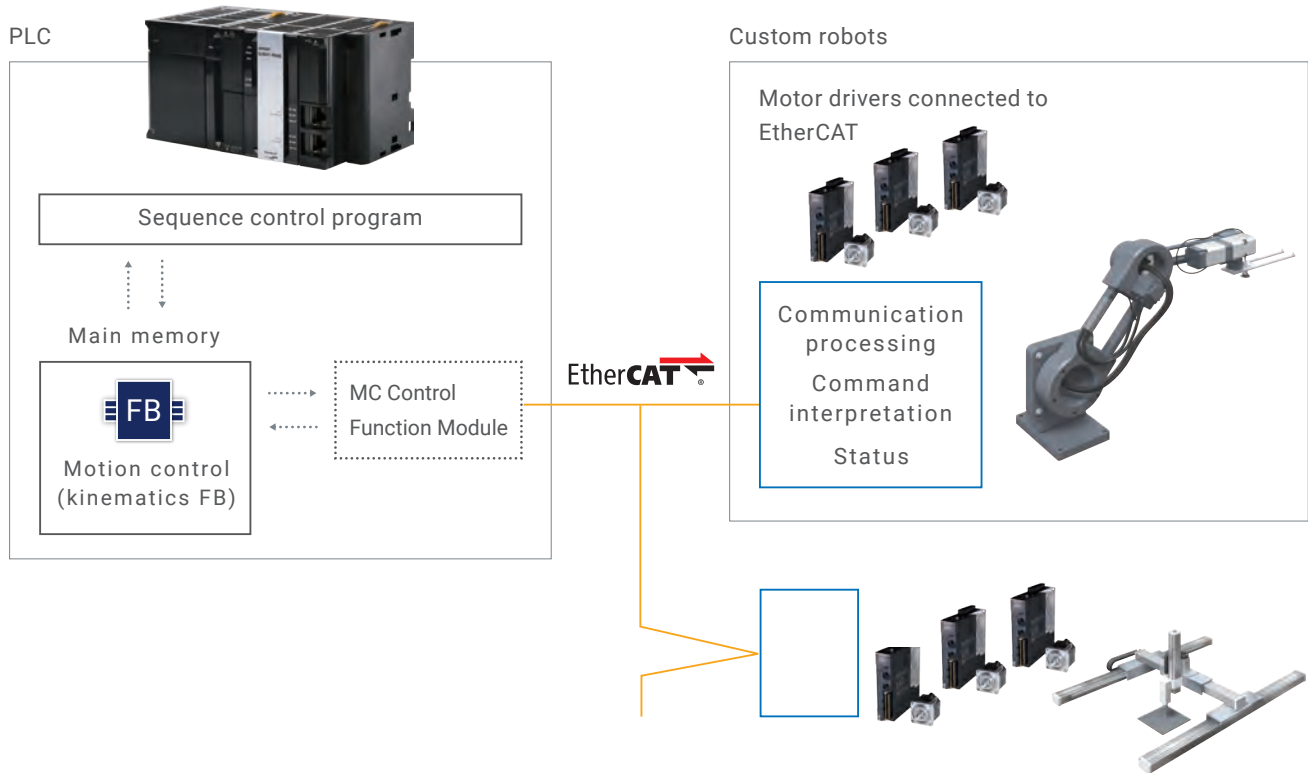 PLC
Sequence control program
Main memory
FB
Motion control
(kinematics FB)
MC Control
Function Module
EtherCAT
®
Custom robots
Motor drivers connected to
EtherCAT
Communication
processing
Command
interpretation
Status